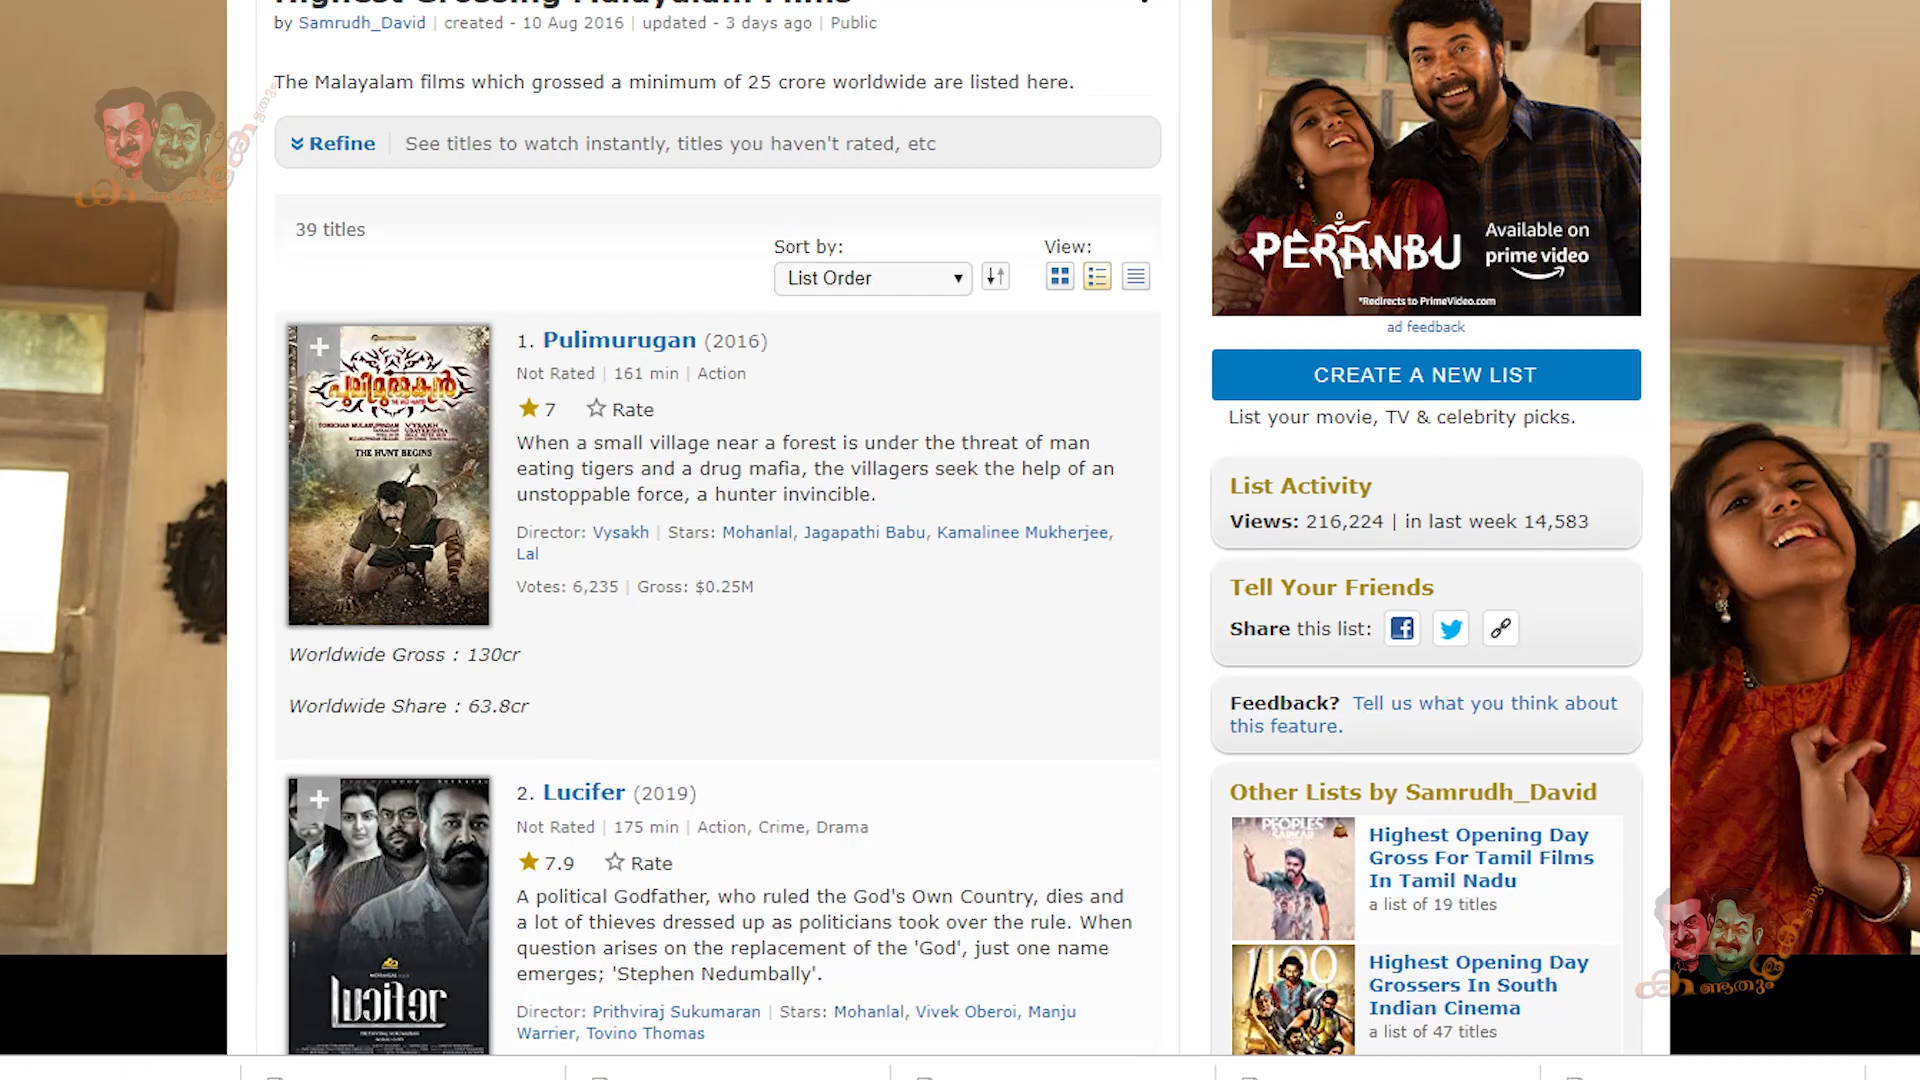 Highest Grossing Malayalam Films
by Samrudh_David | created - 10 Aug 2016 | updated - 3 days ago | Public
The Malayalam films which grossed a minimum of 25 crore worldwide are listed here.
Refine See titles to watch instantly, titles you haven't rated, etc
39 titles
Sort by:
List Order
View:
1. Pulimurugan (2016)
Not Rated | 161 min | Action
7 Rate
When a small village near a forest is under the threat of man
eating tigers and a drug mafia, the villagers seek the help of an
unstoppable force, a hunter invincible.
Director: Vysakh | Stars: Mohanlal, Jagapathi Babu, Kamalinee Mukherjee,
Lal
Votes: 6,235 | Gross: $0.25M
പുലിമുരുകൻ
THE HUNT BEGINS
Worldwide Gross : 130cr
Worldwide Share : 63.8cr
2. Lucifer (2019)
Not Rated | 175 min | Action, Crime, Drama
7.9 Rate
A political Godfather, who ruled the God's Own Country, dies and
a lot of thieves dressed up as politicians took over the rule. When
question arises on the replacement of the 'God', just one name
emerges; 'Stephen Nedumbally'.
Director: Prithviraj Sukumaran | Stars: Mohanlal, Vivek Oberoi, Manju
Warrier, Tovino Thomas
PERANBU
Available on
prime video
*Redirects to PrimeVideo.com
ad feedback
CREATE A NEW LIST
List your movie, TV & celebrity picks.
List Activity
Views: 216,224 | in last week 14,583
Tell Your Friends
Share this list:
Feedback? Tell us what you think about
this feature.
Other Lists by Samrudh_David
PEOPLES
SARKAR
Highest Opening Day
Gross For Tamil Films
In Tamil Nadu
a list of 19 titles
1100
Highest Opening Day
Grossers In South
Indian Cinema
a list of 47 titles